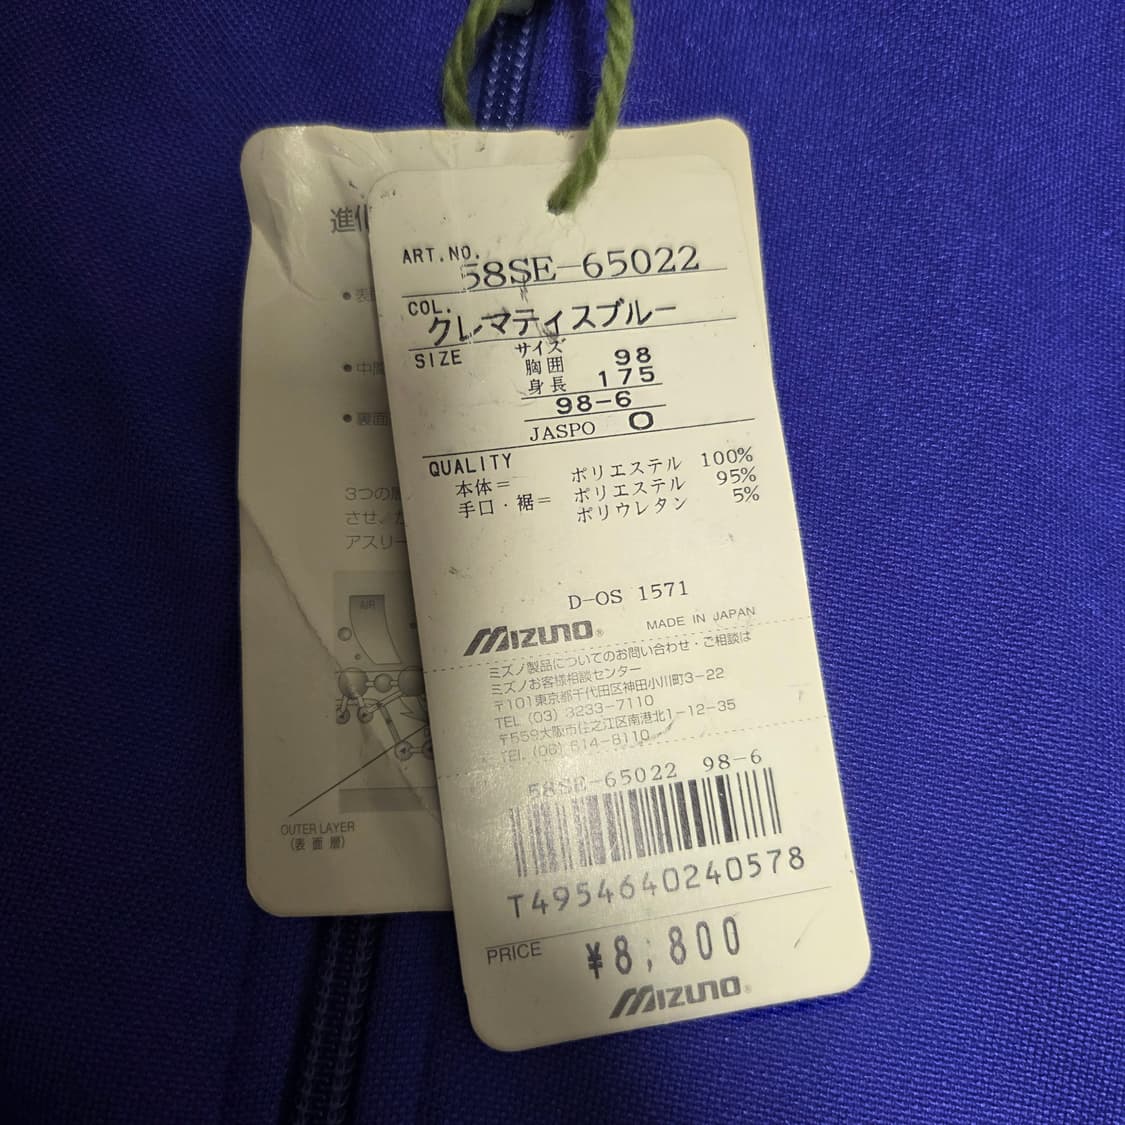 進化
●表
●中
●裏面
3つの
させ、
アスリー
AIR
OUTER LAYER
(表面層)
ART.NO. 58SE-65022
COL. クレマティスブルー
SIZE サイズ
胸囲 98
身長 175
98-6
JASPO O
QUALITY
本体= ポリエステル 100%
手口・裾= ポリエステル 95%
ポリウレタン 5%
D-OS 1571
MIZUNO® MADE IN JAPAN
ミズノ製品についてのお問い合わせ・ご相談は
ミズノお客様相談センター
〒101東京都千代田区神田小川町3-22
TEL (03) 3233-7110
〒559大阪市住之江区南港北1-12-35
TEL (06) 614-8110
58SE-65022 98-6
T4954640240578
PRICE ¥8,800
MIZUNO®